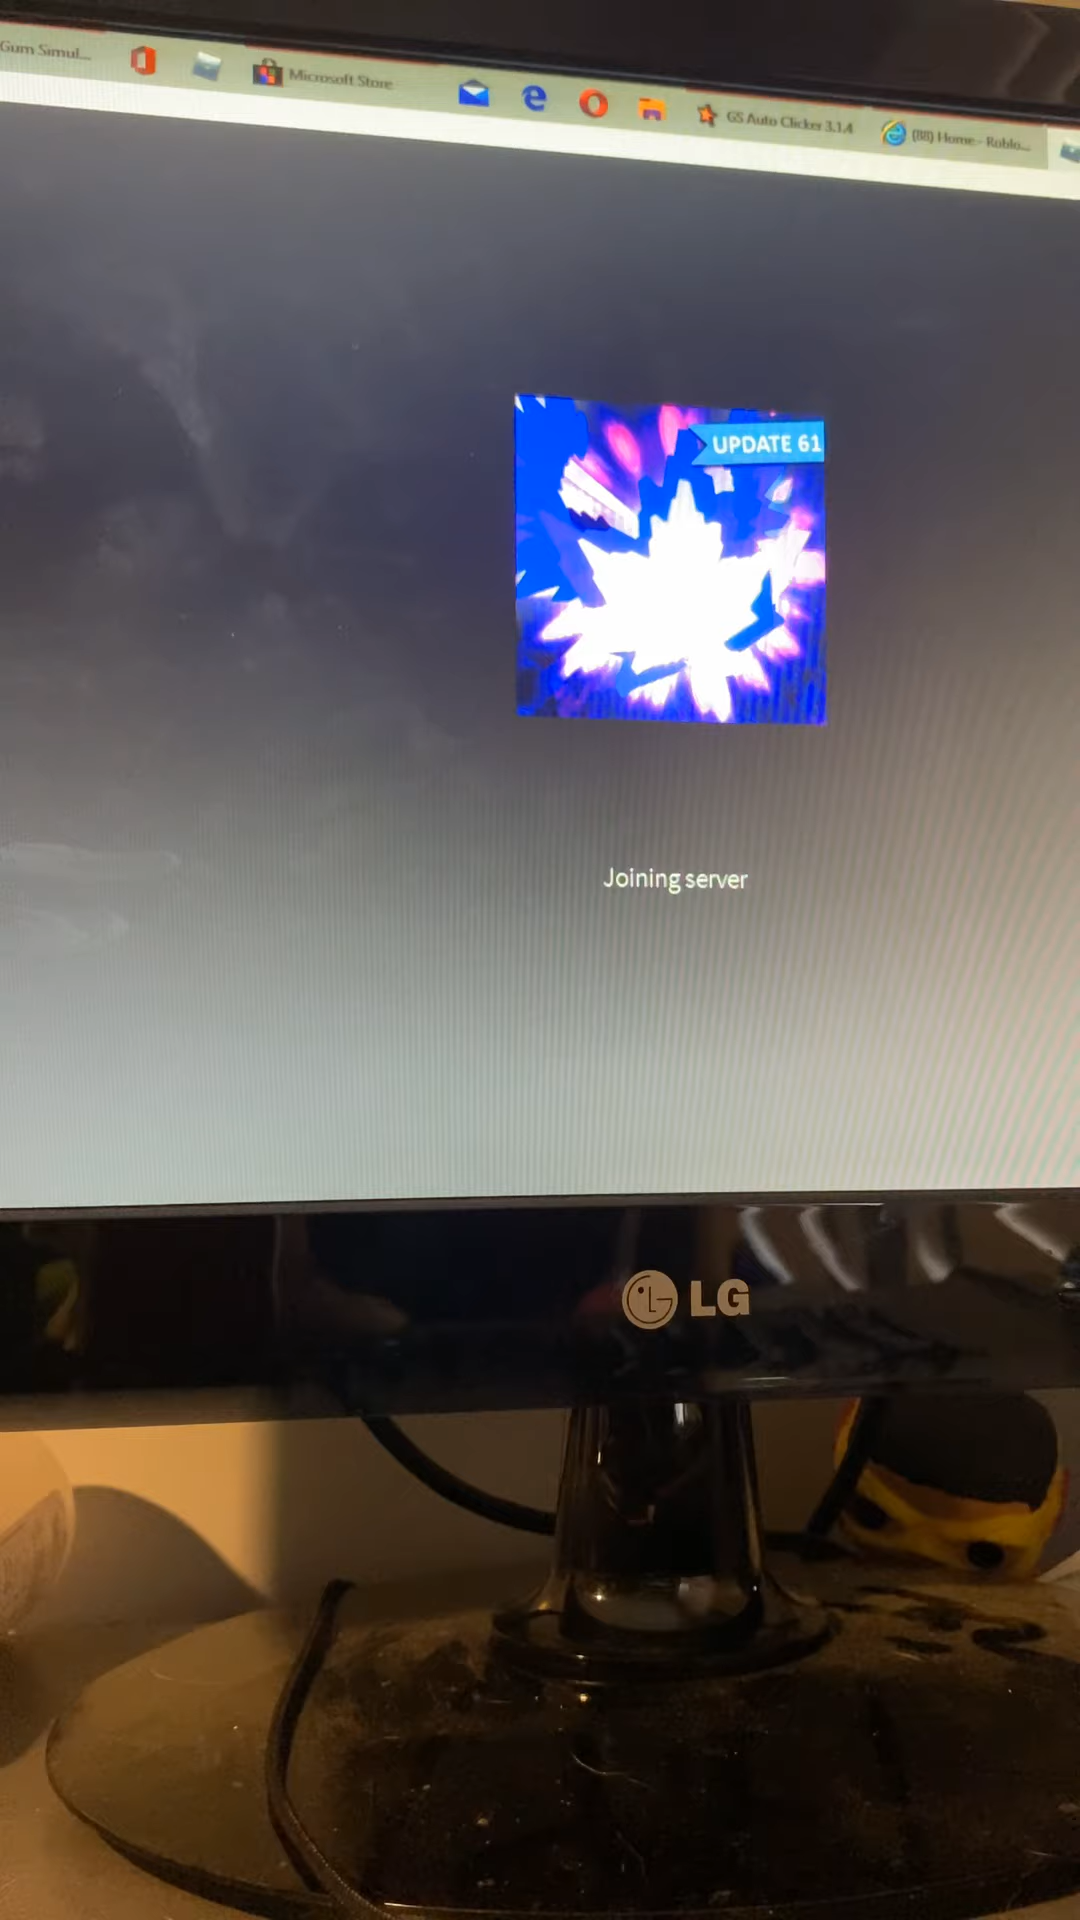 Gum Simul...
Microsoft Store
GS Auto Clicker 3.1.4
(88) Home - Roblo...
UPDATE 61
Joining server
LG